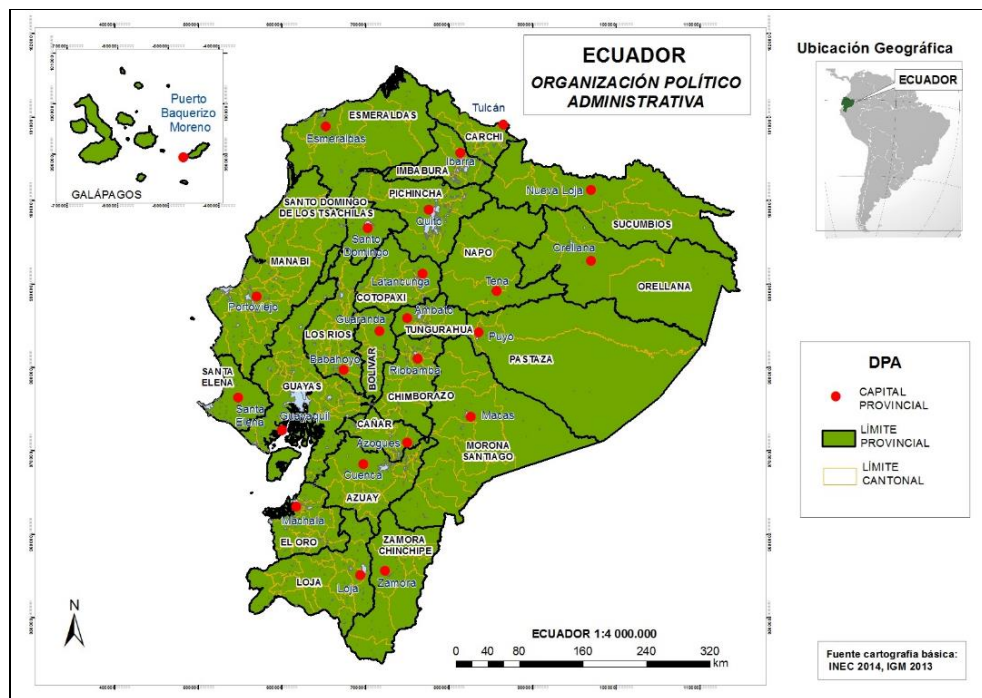 ECUADOR
ORGANIZACIÓN POLÍTICO
ADMINISTRATIVA
Ubicación Geográfica
ECUADOR
Puerto
Baquerizo
Moreno
GALÁPAGOS
ESMERALDAS
Esmeralbas
Tulcán
CARCHI
Ibarra
IMBABURA
PICHINCHA
Quito
Nueva Loja
SUCUMBIOS
SANTO DOMINGO
DE LOS TSACHILAS
Santo
Domingo
MANABI
Portoviejo
NAPO
Tena
Orellana
ORELLANA
Latancunga
COTOPAXI
Ambato
TUNGURAHUA
Guaranda
LOS RIOS
Babahoyo
BOLIVAR
Riobamba
CHIMBORAZO
Puyo
PASTAZA
SANTA
ELENA
Santa
Elena
GUAYAS
Guayaquil
Macas
MORONA
SANTIAGO
CAÑAR
Azogues
Cuenca
AZUAY
Machala
EL ORO
ZAMORA
CHINCHIPE
LOJA
Loja
Zamora
DPA
CAPITAL
PROVINCIAL
LÍMITE
PROVINCIAL
LÍMITE
CANTONAL
N
ECUADOR 1:4 000.000
0 40 80 160 240 320
km
Fuente cartografia básica:
INEC 2014, IGM 2013